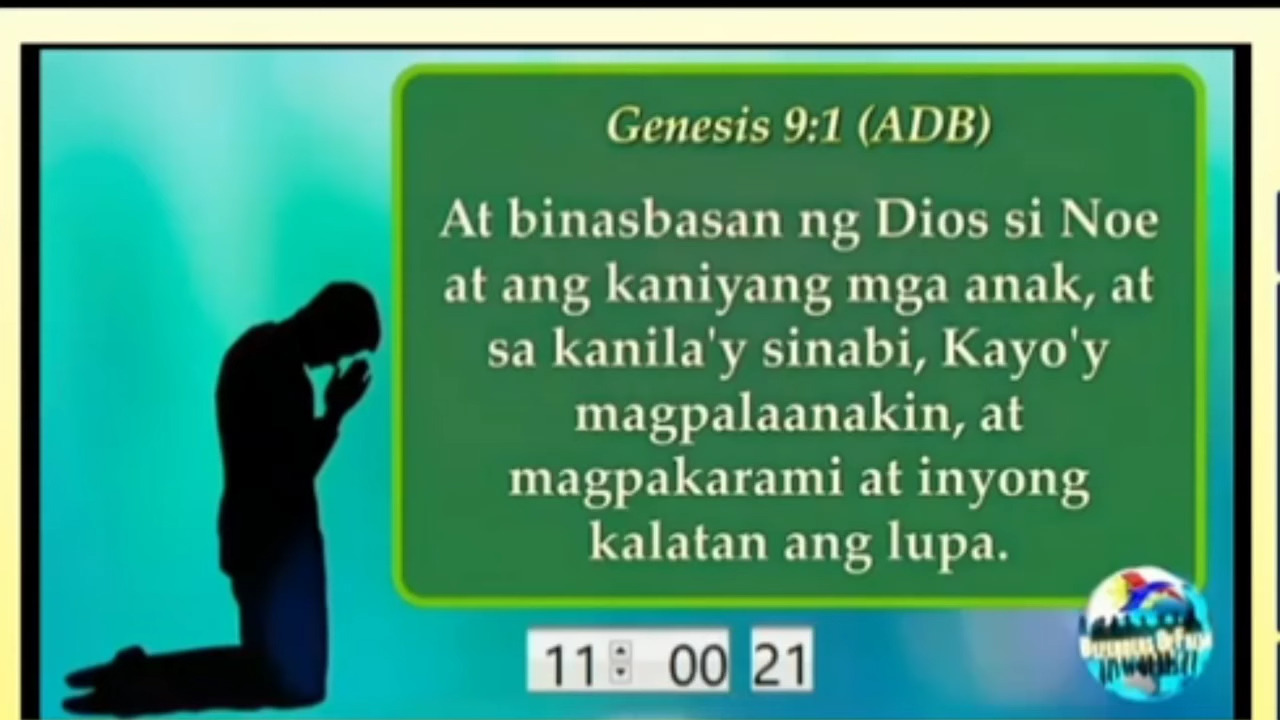 Genesis 9:1 (ADB)
At binasbasan ng Dios si Noe
at ang kaniyang mga anak, at
sa kanila'y sinabi, Kayo'y
magpalaanakin, at
magpakarami at inyong
kalatan ang lupa.
11 00 21